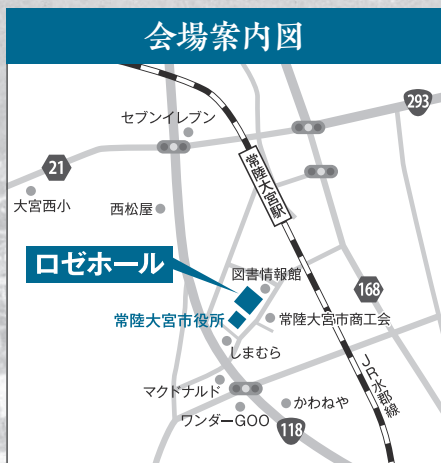 会場案内図
293
セブンイレブン
21
常陸大宮駅
大宮西小
西松屋
ロゼホール
図書情報館
168
常陸大宮市役所
常陸大宮市商工会
しまむら
JR水郡線
マクドナルド
かわねや
ワンダーGOO
118